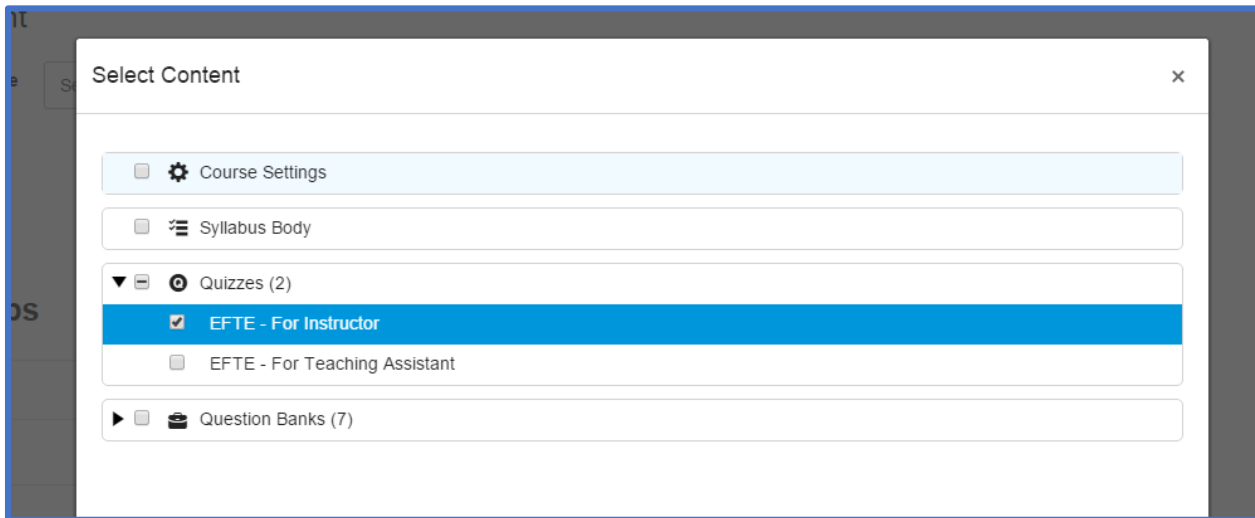 Select Content
Course Settings
Syllabus Body
Quizzes (2)
EFTE - For Instructor
EFTE - For Teaching Assistant
Question Banks (7)